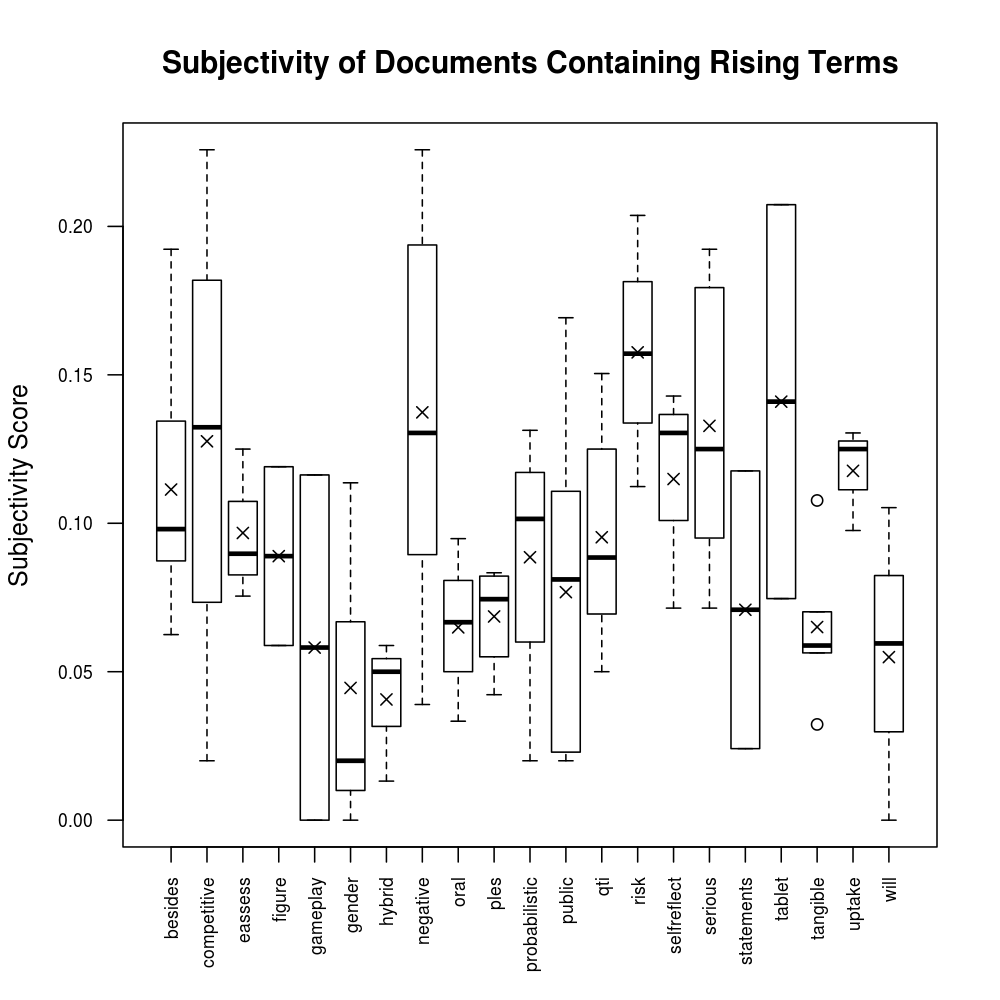 Subjectivity of Documents Containing Rising Terms
Subjectivity Score
0.20
0.15
0.10
0.05
0.00
besides
competitive
eassess
figure
gameplay
gender
hybrid
negative
oral
ples
probabilistic
public
qti
risk
selfreflect
serious
statements
tablet
tangible
uptake
will